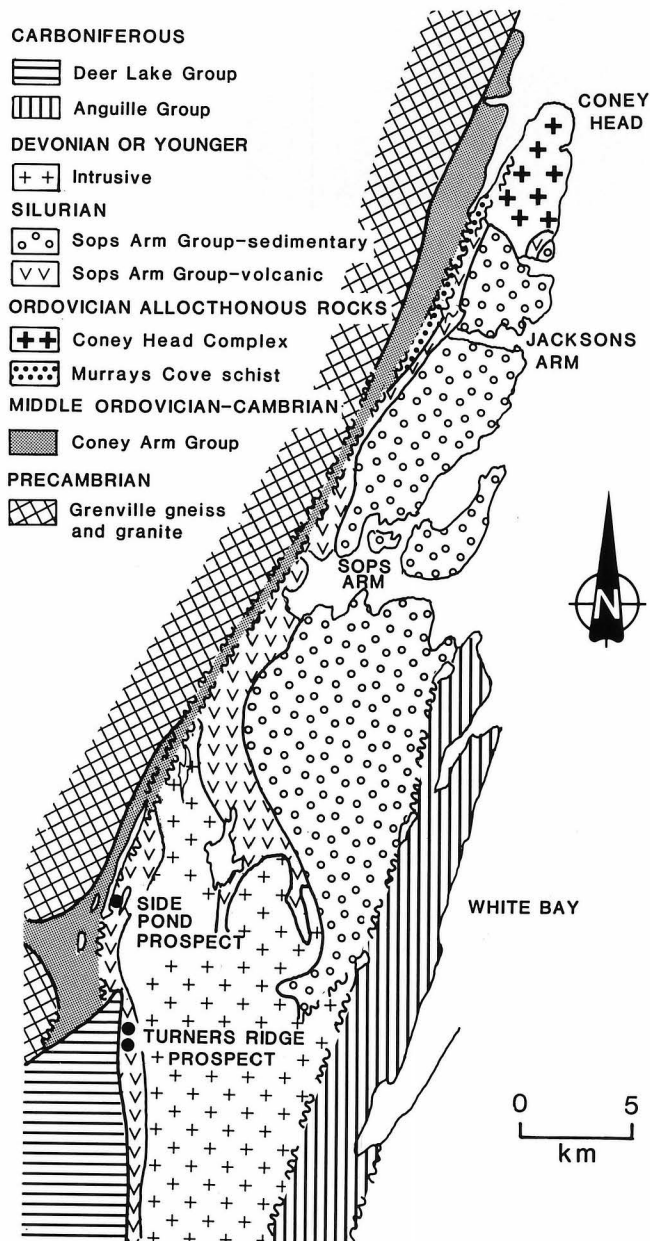 CARBONIFEROUS
Deer Lake Group
Anguille Group
DEVONIAN OR YOUNGER
Intrusive
SILURIAN
Sops Arm Group-sedimentary
Sops Arm Group-volcanic
ORDOVICIAN ALLOCTHONOUS ROCKS
Coney Head Complex
Murrays Cove schist
MIDDLE ORDOVICIAN-CAMBRIAN
Coney Arm Group
PRECAMBRIAN
Grenville gneiss
and granite
CONEY
HEAD
JACKSONS
ARM
SOPS
ARM
N
SIDE
POND
PROSPECT
WHITE BAY
TURNERS RIDGE
PROSPECT
0 5
km